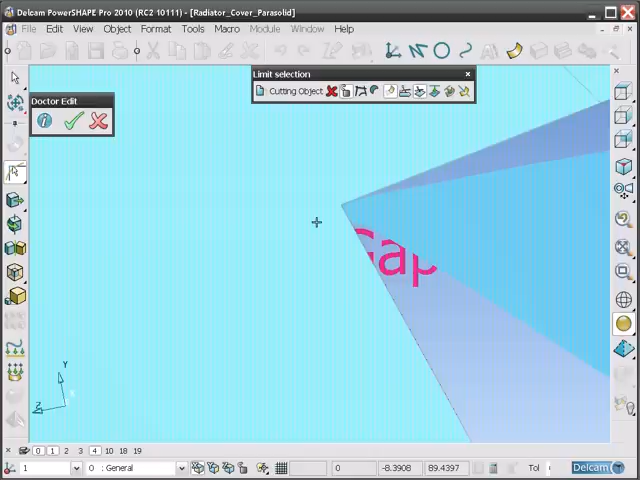 Delcam PowerSHAPE Pro 2010 (RC2 10111) - [Radiator_Cover_Parasolid]
File Edit View Object Format Tools Macro Module Window Help
Limit selection
Cutting Object
Doctor Edit
Gap
Y
X
Z
0 1 2 3 4 10 18 19
1 0 : General 0 -8.3908 89.4397 Tol Delcam